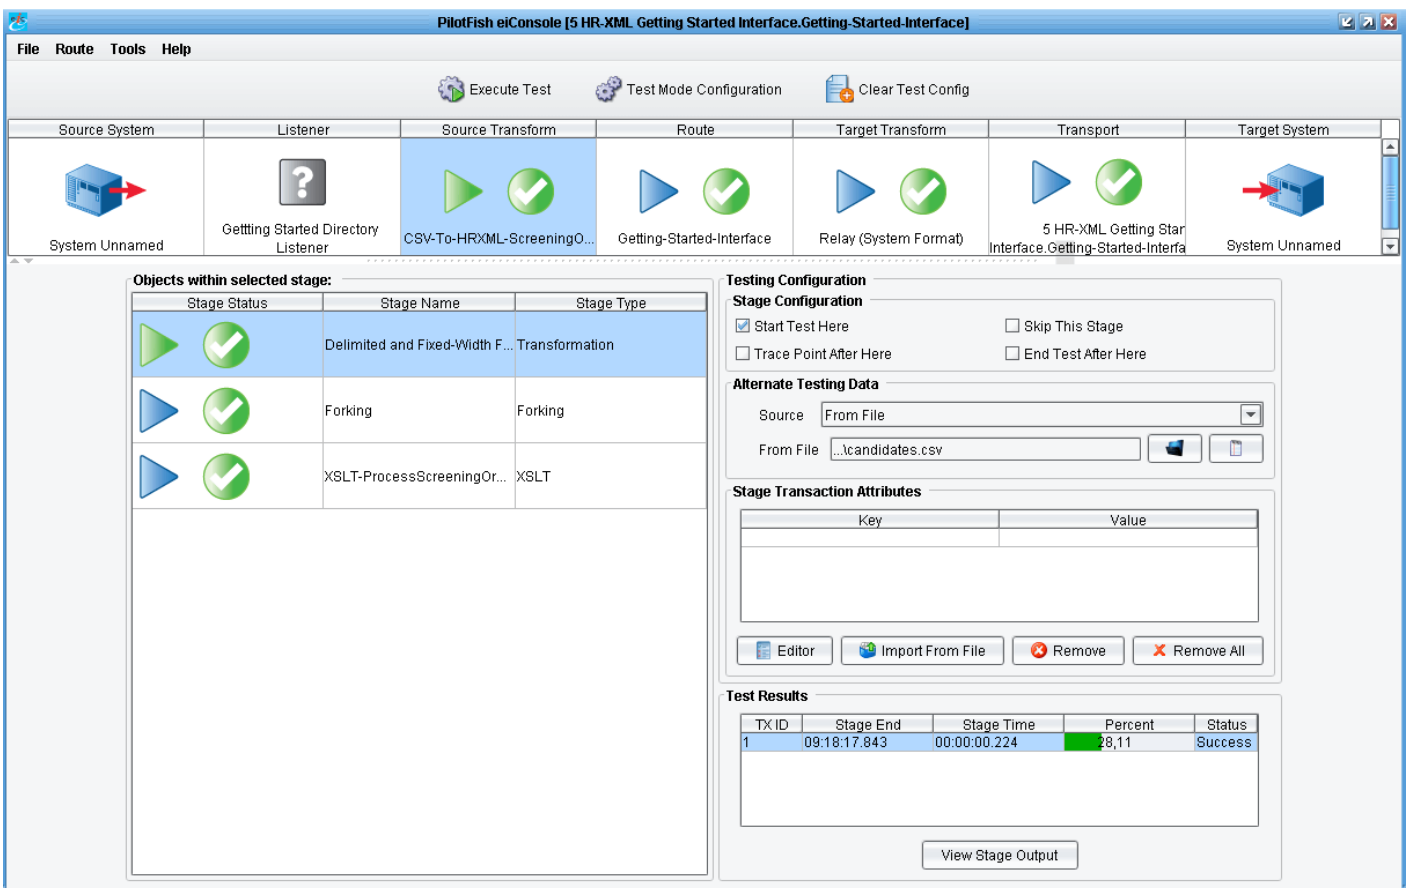 PilotFish eiConsole [5 HR-XML Getting Started Interface.Getting-Started-Interface]
File Route Tools Help
Execute Test Test Mode Configuration Clear Test Config
Source System Listener Source Transform Route Target Transform Transport Target System
System Unnamed
Gettting Started Directory
Listener
CSV-To-HRXML-ScreeningO...
Getting-Started-Interface
Relay (System Format)
5 HR-XML Getting Star
Interface.Getting-Started-Interfa
System Unnamed
Objects within selected stage:
Stage Status Stage Name Stage Type
Delimited and Fixed-Width F... Transformation
Forking Forking
XSLT-ProcessScreeningOr... XSLT
Testing Configuration
Stage Configuration
Start Test Here Skip This Stage
Trace Point After Here End Test After Here
Alternate Testing Data
Source From File
From File ...\candidates.csv
Stage Transaction Attributes
Key Value
Editor Import From File Remove Remove All
Test Results
TX ID Stage End Stage Time Percent Status
1 09:18:17.843 00:00:00.224 28,11 Success
View Stage Output